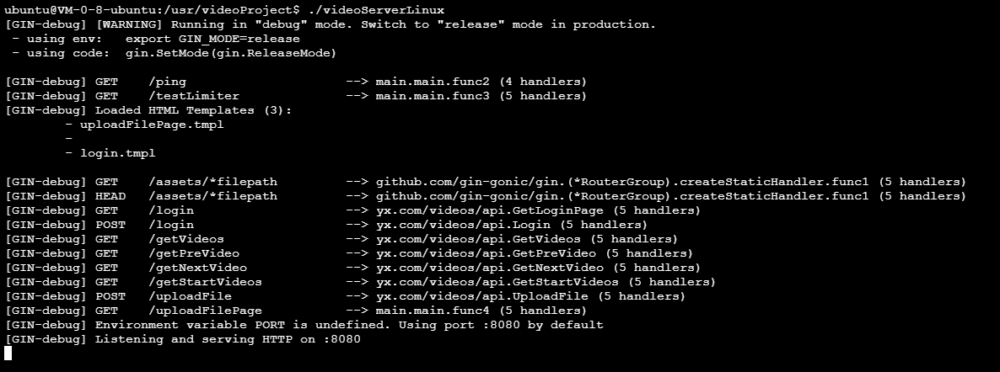 ubuntu@VM-0-8-ubuntu:/usr/videoProject$ ./videoServerLinux
[GIN-debug] [WARNING] Running in "debug" mode. Switch to "release" mode in production.
 - using env:   export GIN_MODE=release
 - using code:  gin.SetMode(gin.ReleaseMode)

[GIN-debug] GET    /ping                     --> main.main.func2 (4 handlers)
[GIN-debug] GET    /testLimiter              --> main.main.func3 (5 handlers)
[GIN-debug] Loaded HTML Templates (3):
        - uploadFilePage.tmpl
        -
        - login.tmpl

[GIN-debug] GET    /assets/*filepath         --> github.com/gin-gonic/gin.(*RouterGroup).createStaticHandler.func1 (5 handlers)
[GIN-debug] HEAD   /assets/*filepath         --> github.com/gin-gonic/gin.(*RouterGroup).createStaticHandler.func1 (5 handlers)
[GIN-debug] GET    /login                    --> yx.com/videos/api.GetLoginPage (5 handlers)
[GIN-debug] POST   /login                    --> yx.com/videos/api.Login (5 handlers)
[GIN-debug] GET    /getVideos                --> yx.com/videos/api.GetVideos (5 handlers)
[GIN-debug] GET    /getPreVideo              --> yx.com/videos/api.GetPreVideo (5 handlers)
[GIN-debug] GET    /getNextVideo             --> yx.com/videos/api.GetNextVideo (5 handlers)
[GIN-debug] GET    /getStartVideos           --> yx.com/videos/api.GetStartVideos (5 handlers)
[GIN-debug] POST   /uploadFile               --> yx.com/videos/api.UploadFile (5 handlers)
[GIN-debug] GET    /uploadFilePage           --> main.main.func4 (5 handlers)
[GIN-debug] Environment variable PORT is undefined. Using port :8080 by default
[GIN-debug] Listening and serving HTTP on :8080